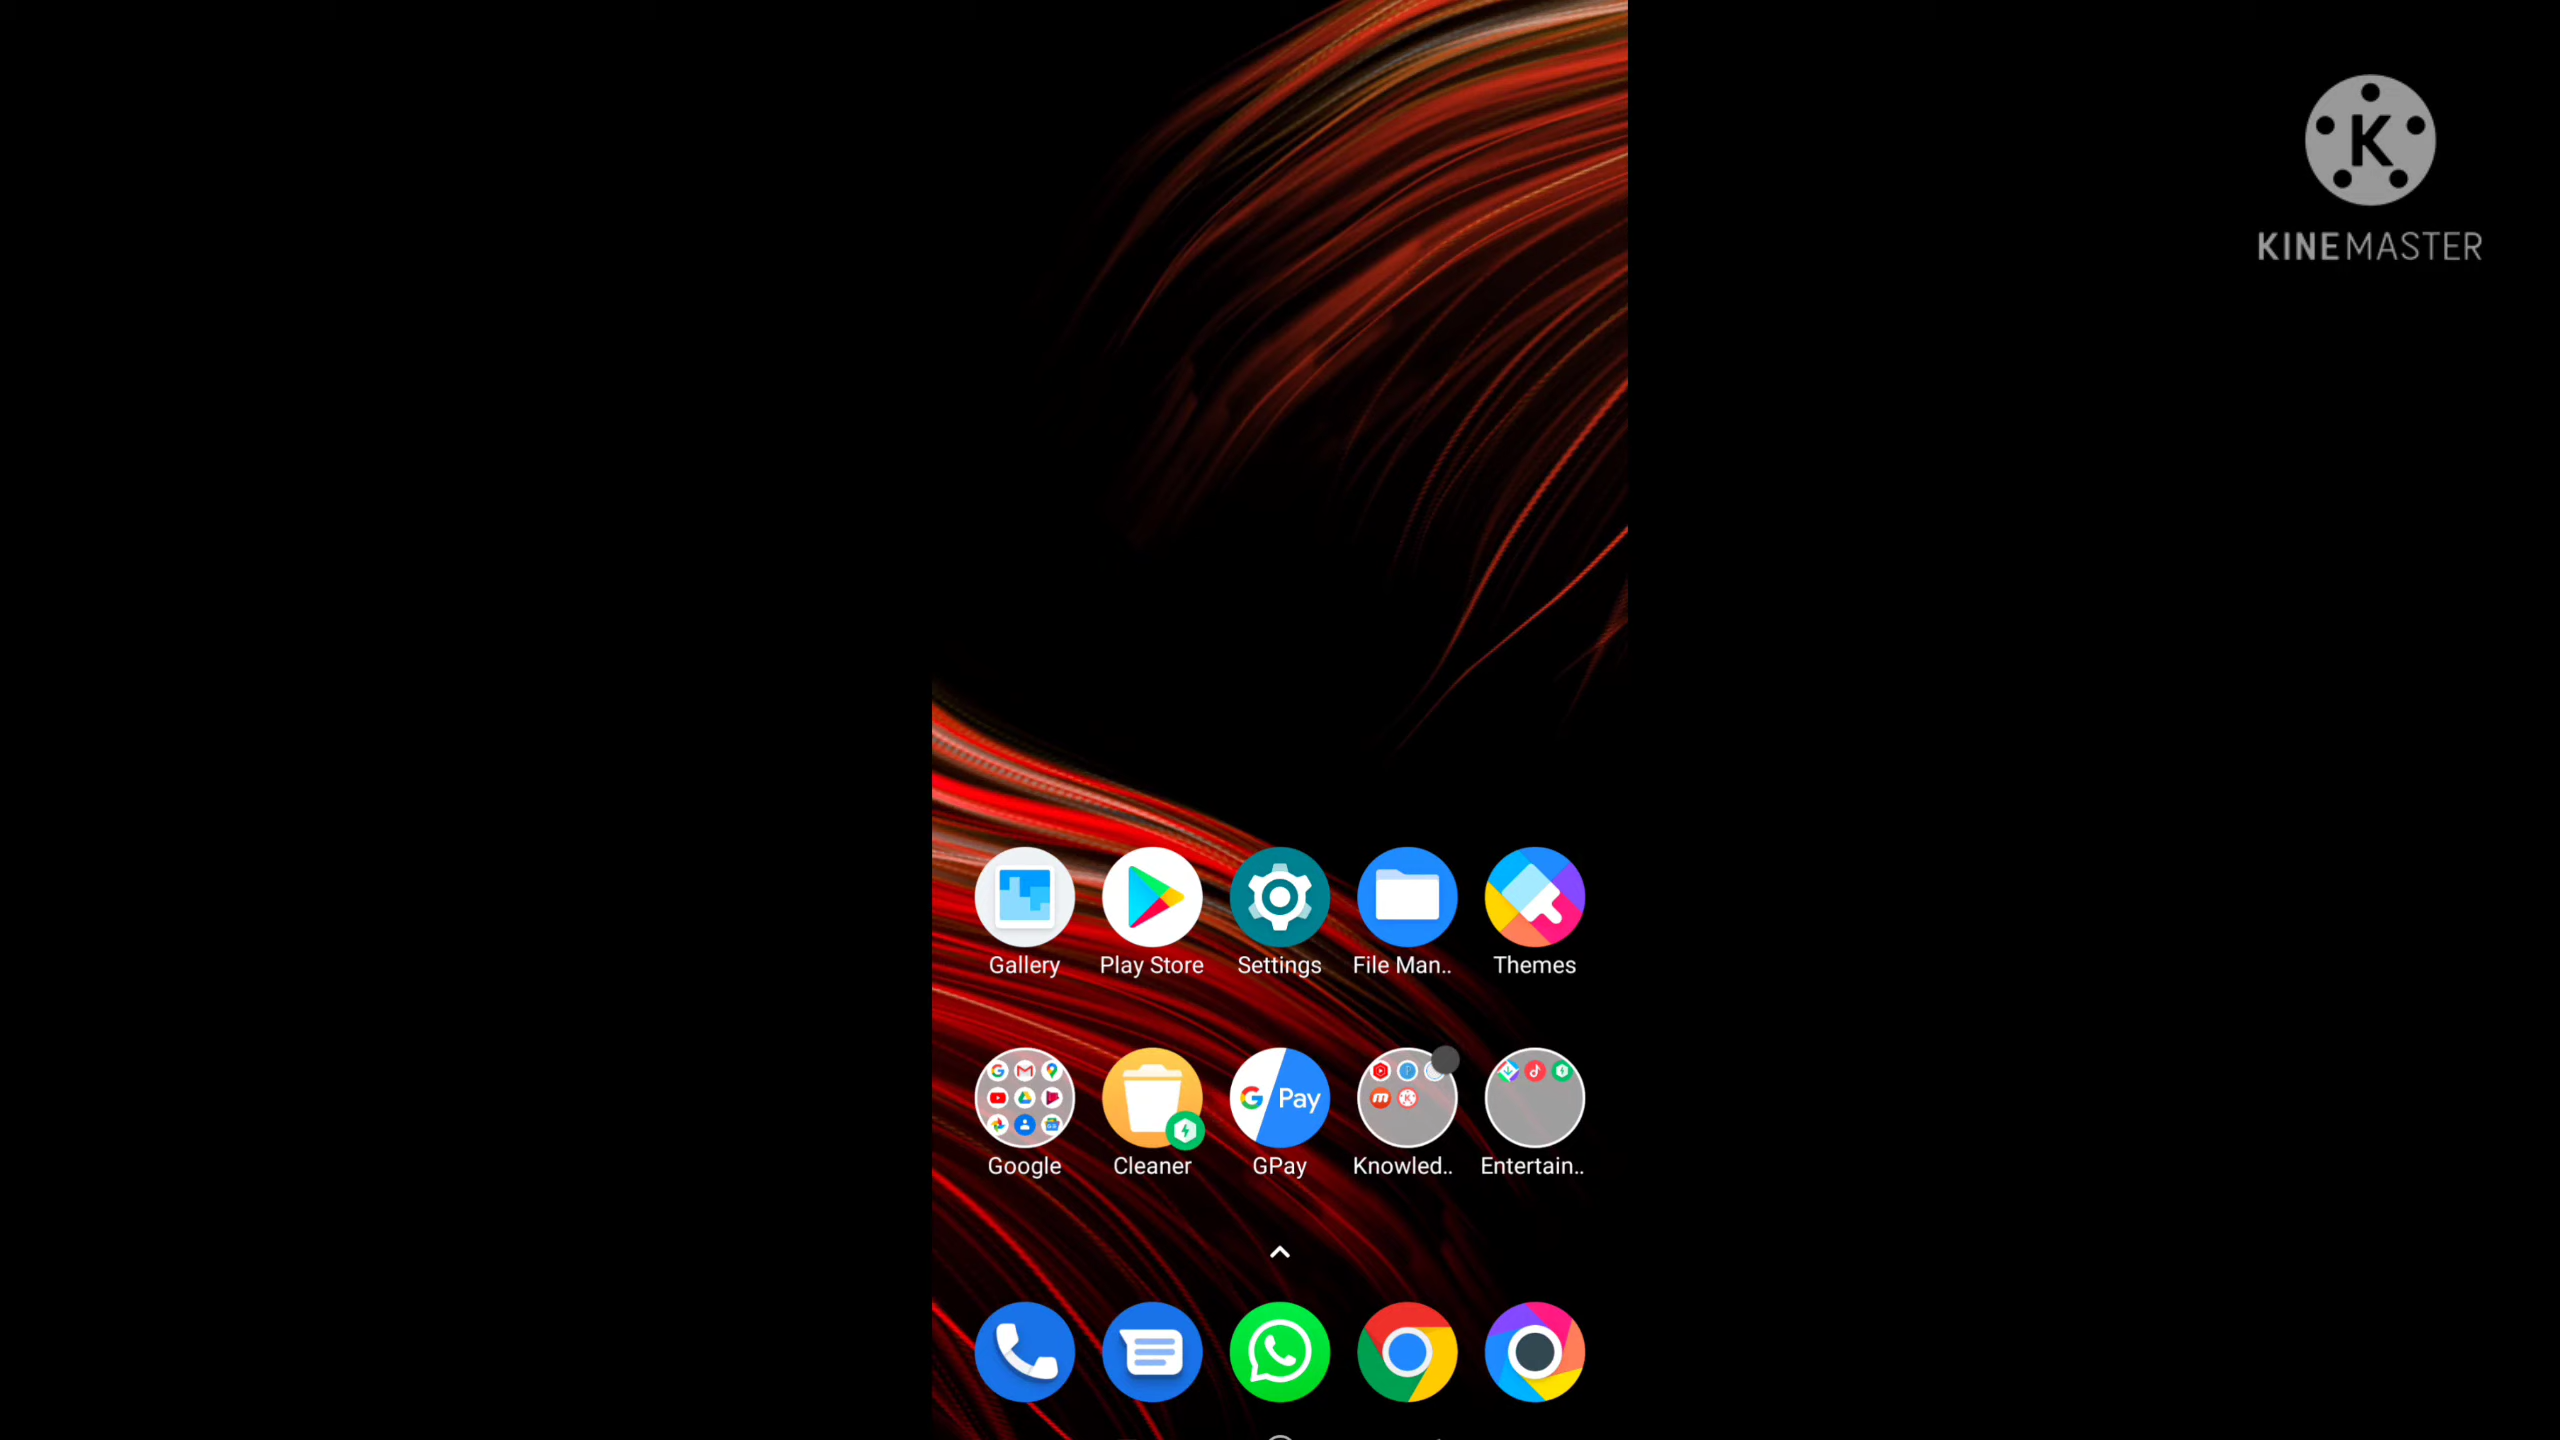 K
KINEMASTER
Gallery
Play Store
Settings
File Man..
Themes
G Pay
Google
Cleaner
GPay
Knowled..
Entertain..